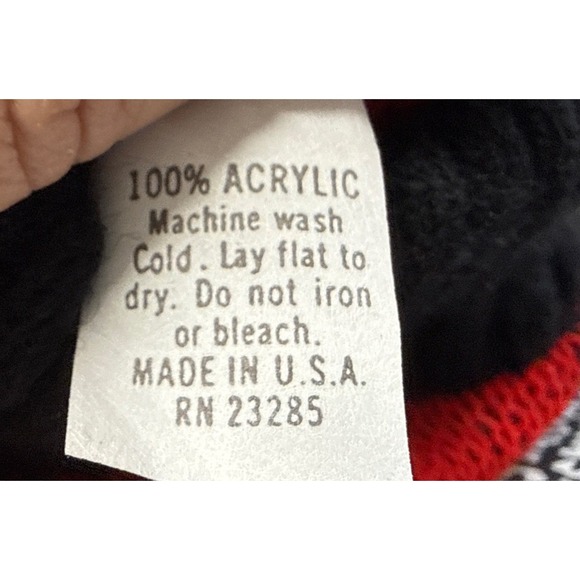 100% ACRYLIC
Machine wash
Cold. Lay flat to
dry. Do not iron
or bleach.
MADE IN U.S.A.
RN 23285